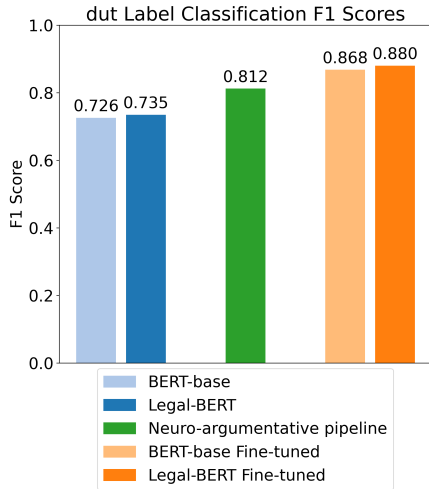 dut Label Classification F1 Scores
1.0
0.8
0.6
0.4
0.2
0.0
F1 Score
0.726
0.735
0.812
0.868
0.880
BERT-base
Legal-BERT
Neuro-argumentative pipeline
BERT-base Fine-tuned
Legal-BERT Fine-tuned